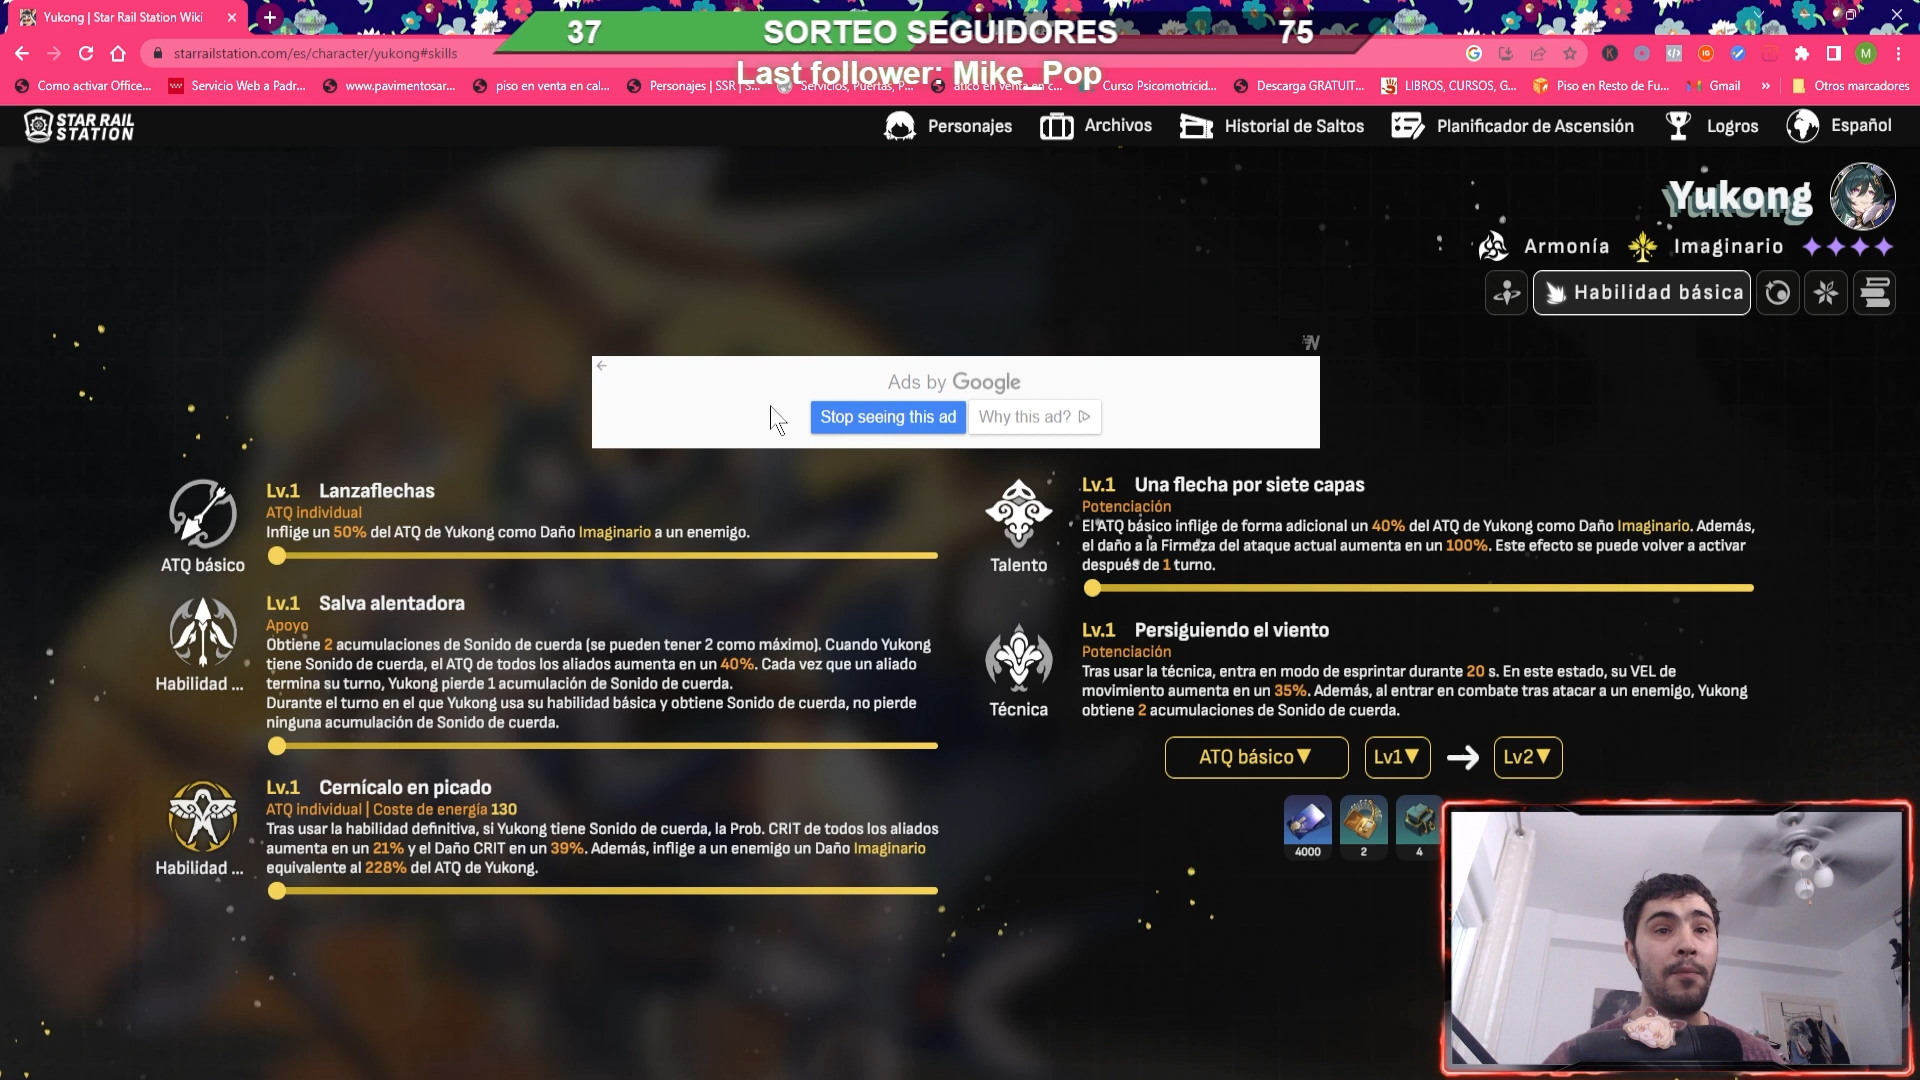 Yukong | Star Rail Station Wiki
37 SORTEO SEGUIDORES 75
starrailstation.com/es/character/yukong#skills
Last follower: Mike_Pop
Como activar Office... Servicio Web a Padr... www.pavimentosar... piso en venta en cal... Personajes | SSR | S... Servicios, Puertas, P... atico en venta en c... Curso Psicomotricid... Descarga GRATUIT... LIBROS, CURSOS, G... Piso en Resto de Fu... Gmail » Otros marcadores
STAR RAIL
STATION
Personajes Archivos Historial de Saltos Planificador de Ascensión Logros Español
Yukong
Armonía Imaginario
Habilidad básica
Ads by Google
Stop seeing this ad Why this ad?
Lv.1 Lanzaflechas
ATQ individual
Inflige un 50% del ATQ de Yukong como Daño Imaginario a un enemigo.
ATQ básico
Lv.1 Salva alentadora
Apoyo
Obtiene 2 acumulaciones de Sonido de cuerda (se pueden tener 2 como máximo). Cuando Yukong
tiene Sonido de cuerda, el ATQ de todos los aliados aumenta en un 40%. Cada vez que un aliado
termina su turno, Yukong pierde 1 acumulación de Sonido de cuerda.
Durante el turno en el que Yukong usa su habilidad básica y obtiene Sonido de cuerda, no pierde
ninguna acumulación de Sonido de cuerda.
Habilidad ...
Lv.1 Cernícalo en picado
ATQ individual | Coste de energía 130
Tras usar la habilidad definitiva, si Yukong tiene Sonido de cuerda, la Prob. CRIT de todos los aliados
aumenta en un 21% y el Daño CRIT en un 39%. Además, inflige a un enemigo un Daño Imaginario
equivalente al 228% del ATQ de Yukong.
Habilidad ...
Lv.1 Una flecha por siete capas
Potenciación
El ATQ básico inflige de forma adicional un 40% del ATQ de Yukong como Daño Imaginario. Además,
el daño a la Firmeza del ataque actual aumenta en un 100%. Este efecto se puede volver a activar
después de 1 turno.
Talento
Lv.1 Persiguiendo el viento
Potenciación
Tras usar la técnica, entra en modo de esprintar durante 20 s. En este estado, su VEL de
movimiento aumenta en un 35%. Además, al entrar en combate tras atacar a un enemigo, Yukong
obtiene 2 acumulaciones de Sonido de cuerda.
Técnica
ATQ básico▼ Lv1▼ → Lv2▼
4000 2 4